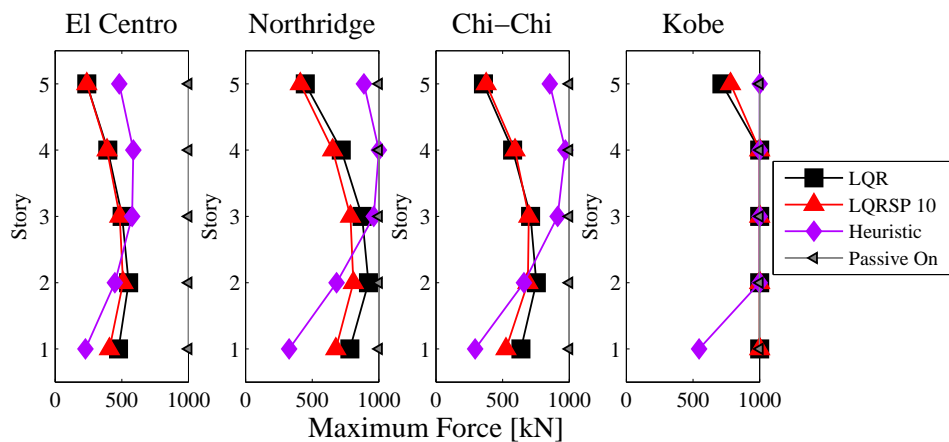 El Centro
Northridge
Chi−Chi
Kobe
Story
5
4
3
2
1
0
500
1000
Story
5
4
3
2
1
0
500
1000
Story
5
4
3
2
1
0
500
1000
Story
5
4
3
2
1
0
500
1000
LQR
LQRSP 10
Heuristic
Passive On
Maximum Force [kN]